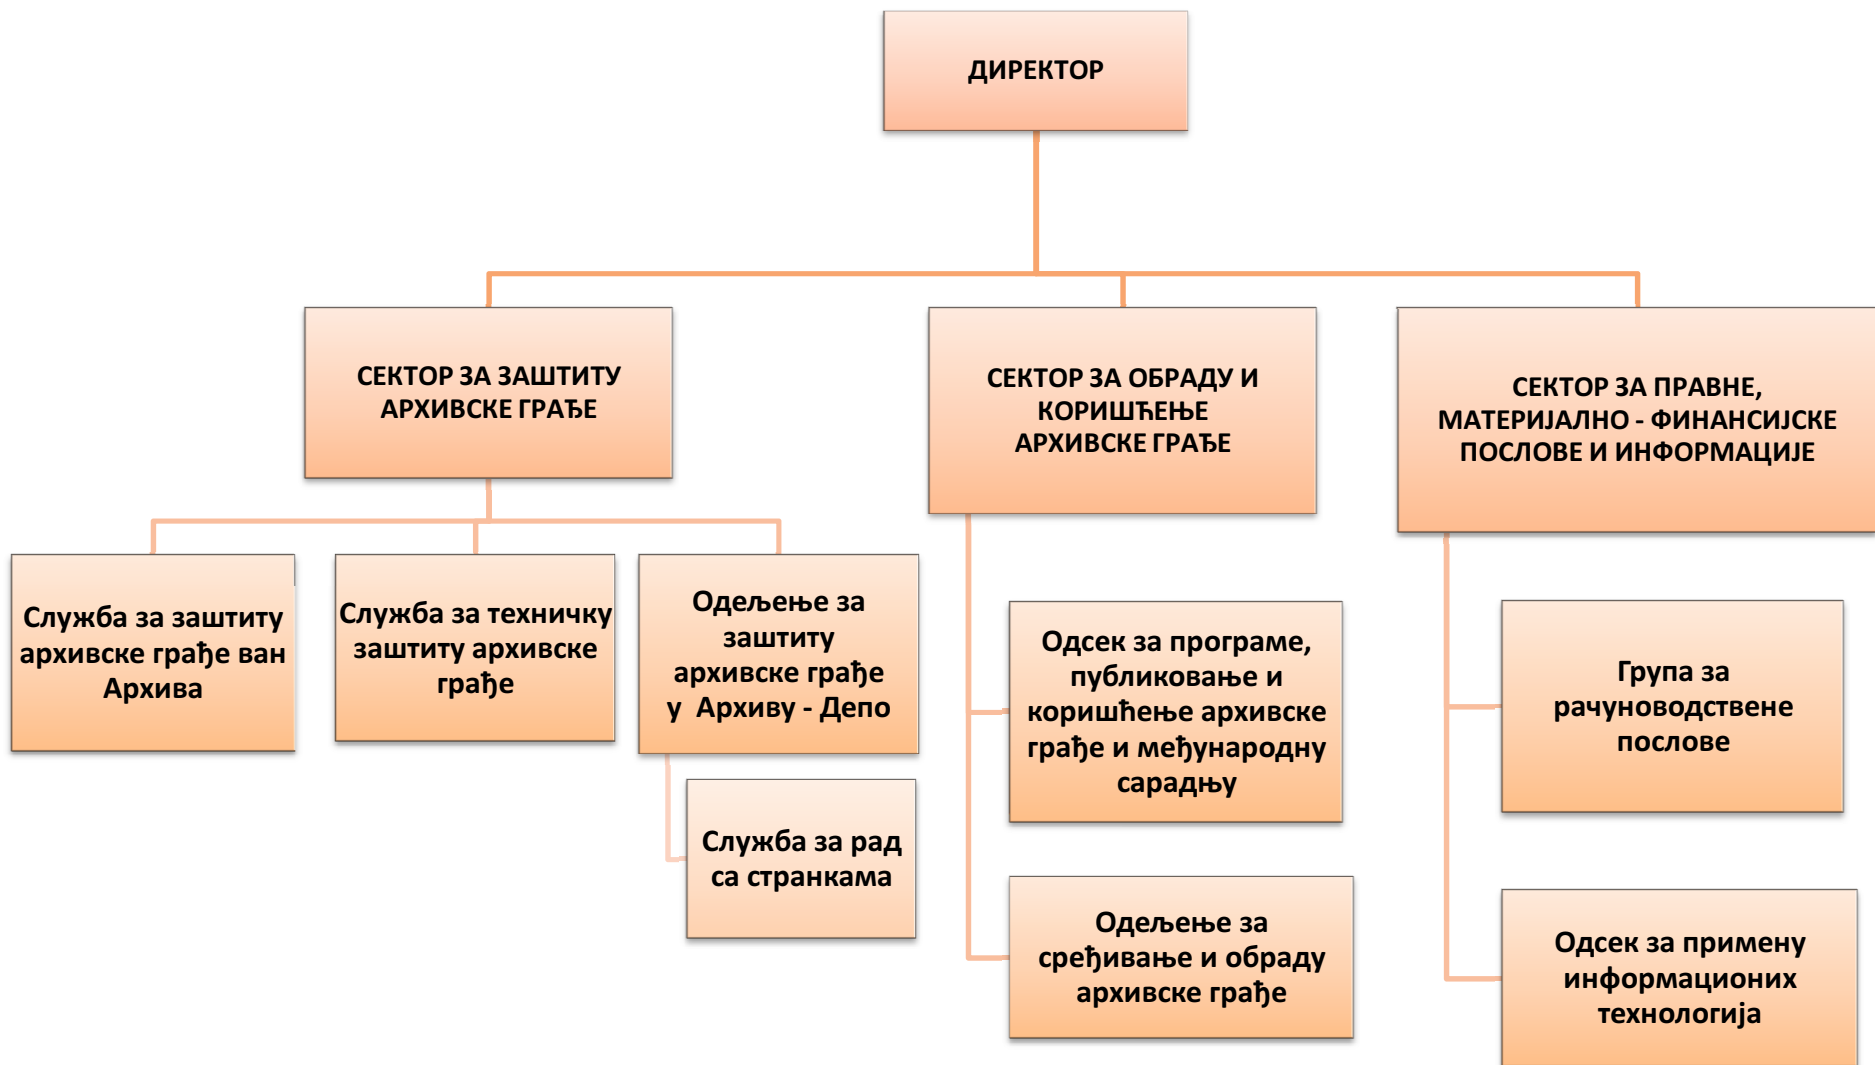 ДИРЕКТОР
СЕКТОР ЗА ЗАШТИТУ
АРХИВСКЕ ГРАЂЕ
СЕКТОР ЗА ОБРАДУ И
КОРИШЋЕЊЕ
АРХИВСКЕ ГРАЂЕ
СЕКТОР ЗА ПРАВНЕ,
МАТЕРИЈАЛНО - ФИНАНСИЈСКЕ
ПОСЛОВЕ И ИНФОРМАЦИЈЕ
Служба за заштиту
архивске грађе ван
Архива
Служба за техничку
заштиту архивске
грађе
Одељење за
заштиту
архивске грађе
у Архиву - Депо
Служба за рад
са странкама
Одсек за програме,
публиковање и
коришћење архивске
грађе и међународну
сарадњу
Одељење за
сређивање и обраду
архивске грађе
Група за
рачуноводствене
послове
Одсек за примену
информационих
технологија